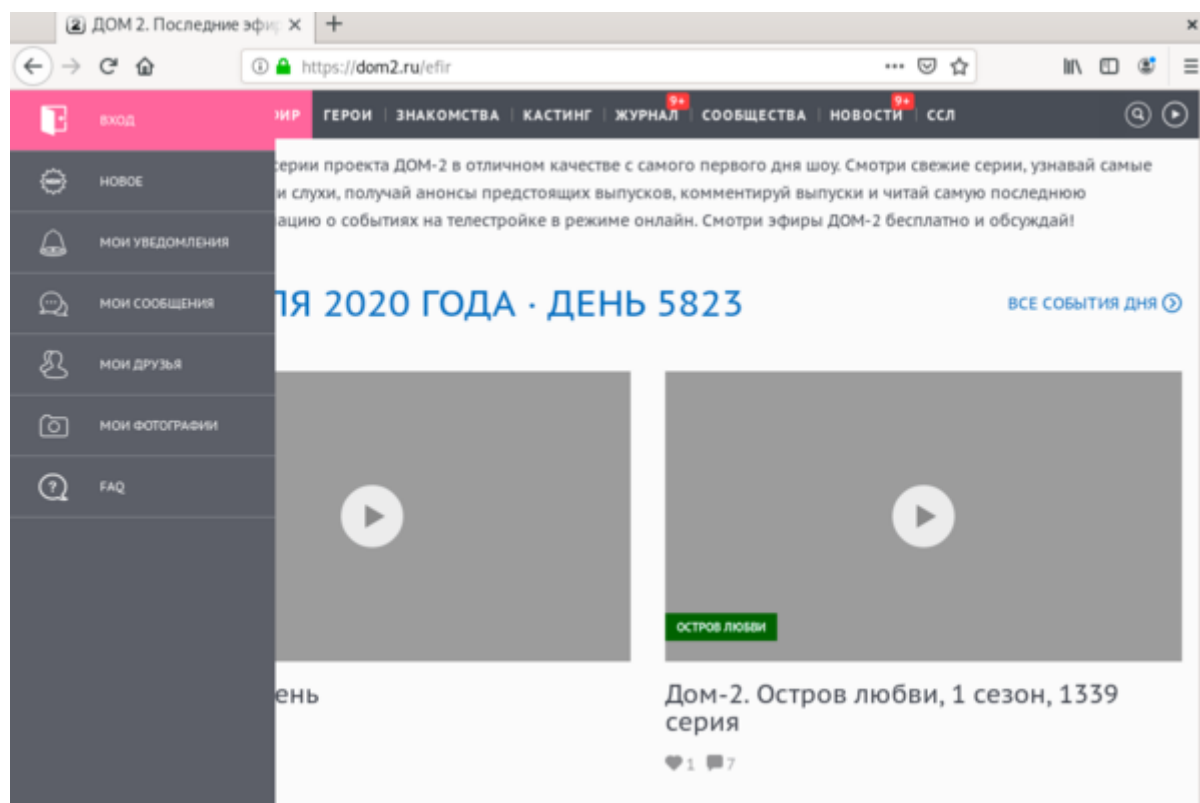 ДОМ 2. Последние эфи
https://dom2.ru/efir
ВХОД
НОВОЕ
МОИ УВЕДОМЛЕНИЯ
МОИ СООБЩЕНИЯ
МОИ ДРУЗЬЯ
МОИ ФОТОГРАФИИ
FAQ
ИР ГЕРОИ ЗНАКОМСТВА КАСТИНГ ЖУРНАЛ 9+ СООБЩЕСТВА НОВОСТИ 9+ ССЛ
серии проекта ДОМ-2 в отличном качестве с самого первого дня шоу. Смотри свежие серии, узнавай самые
и слухи, получай анонсы предстоящих выпусков, комментируй выпуски и читай самую последнюю
ацию о событиях на телестройке в режиме онлайн. Смотри эфиры ДОМ-2 бесплатно и обсуждай!
ЛЯ 2020 ГОДА · ДЕНЬ 5823
ВСЕ СОБЫТИЯ ДНЯ
ОСТРОВ ЛЮБВИ
ень
Дом-2. Остров любви, 1 сезон, 1339
серия
1 7